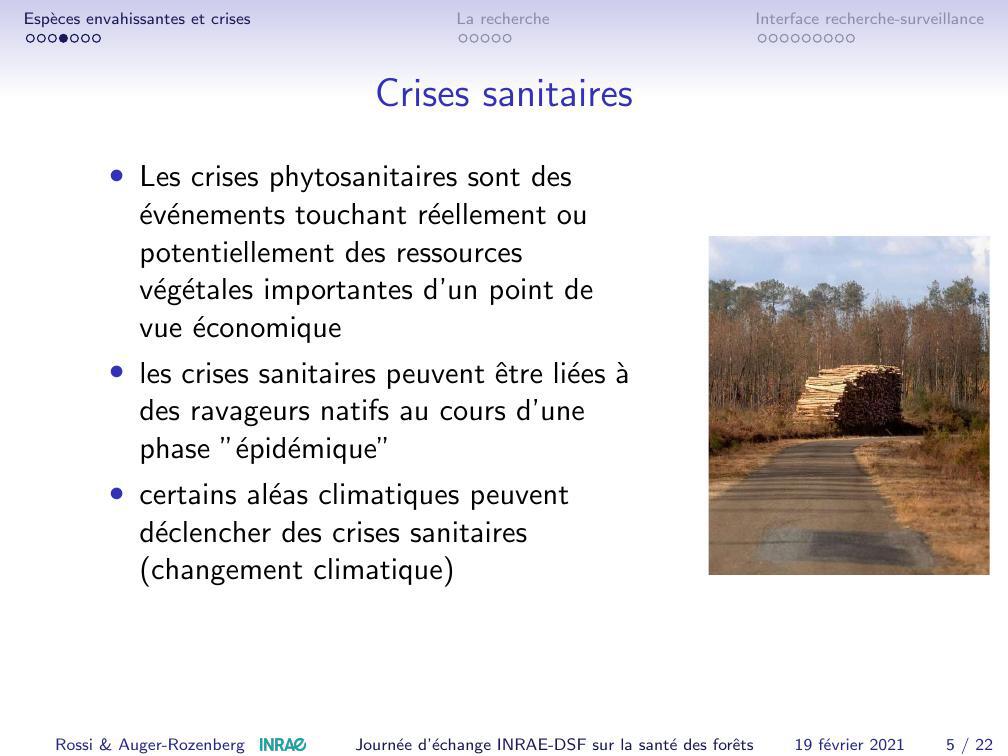 Espèces envahissantes et crises
La recherche
Interface recherche-surveillance
Crises sanitaires
• Les crises phytosanitaires sont des
événements touchant réellement ou
potentiellement des ressources
végétales importantes d'un point de
vue économique
• les crises sanitaires peuvent être liées à
des ravageurs natifs au cours d'une
phase ”épidémique”
• certains aléas climatiques peuvent
déclencher des crises sanitaires
(changement climatique)
Rossi & Auger-Rozenberg INRAE Journée d'échange INRAE-DSF sur la santé des forêts 19 février 2021 5 / 22